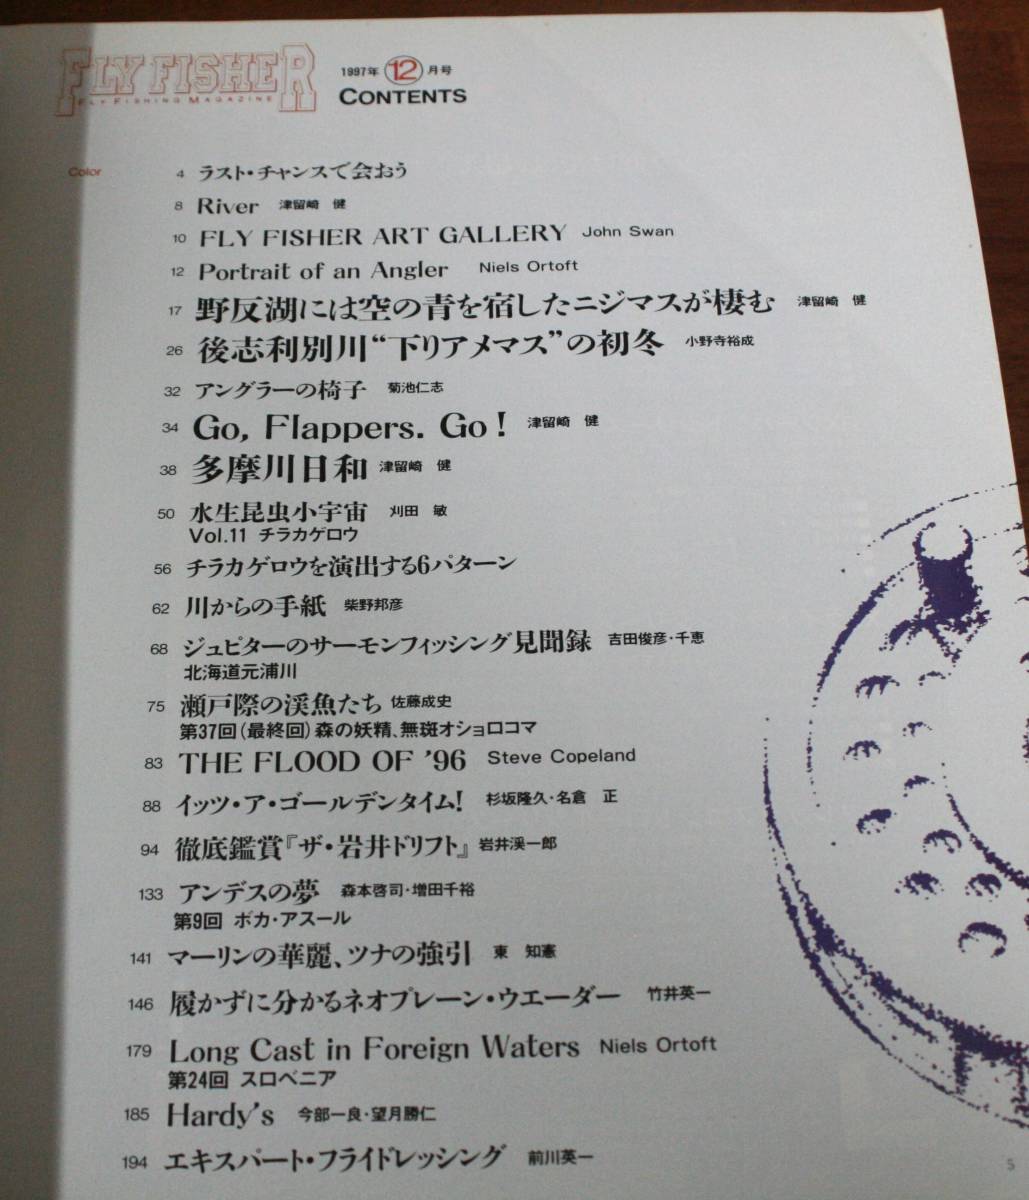 FLY FISHER
FLY FISHING MAGAZINE
1997年 12 月号
CONTENTS
Color
4 ラスト・チャンスで会おう
8 River 津留崎 健
10 FLY FISHER ART GALLERY John Swan
12 Portrait of an Angler Niels Ortoft
17 野反湖には空の青を宿したニジマスが棲む 津留崎 健
26 後志利別川“下りアメマス”の初冬 小野寺裕成
32 アングラーの椅子 菊池仁志
34 Go, Flappers. Go! 津留崎 健
38 多摩川日和 津留崎 健
50 水生昆虫小宇宙 刈田 敏
Vol.11 チラカゲロウ
56 チラカゲロウを演出する6パターン
62 川からの手紙 柴野邦彦
68 ジュピターのサーモンフィッシング見聞録 吉田俊彦・千恵
北海道元浦川
75 瀬戸際の渓魚たち 佐藤成史
第37回(最終回)森の妖精、無斑オショロコマ
83 THE FLOOD OF '96 Steve Copeland
88 イッツ・ア・ゴールデンタイム! 杉坂隆久・名倉 正
94 徹底鑑賞『ザ・岩井ドリフト』 岩井渓一郎
133 アンデスの夢 森本啓司・増田千裕
第9回 ボカ・アスール
141 マーリンの華麗、ツナの強引 東 知憲
146 履かずに分かるネオプレーン・ウエーダー 竹井英一
179 Long Cast in Foreign Waters Niels Ortoft
第24回 スロベニア
185 Hardy's 今部一良・望月勝仁
194 エキスパート・フライドレッシング 前川英一
5